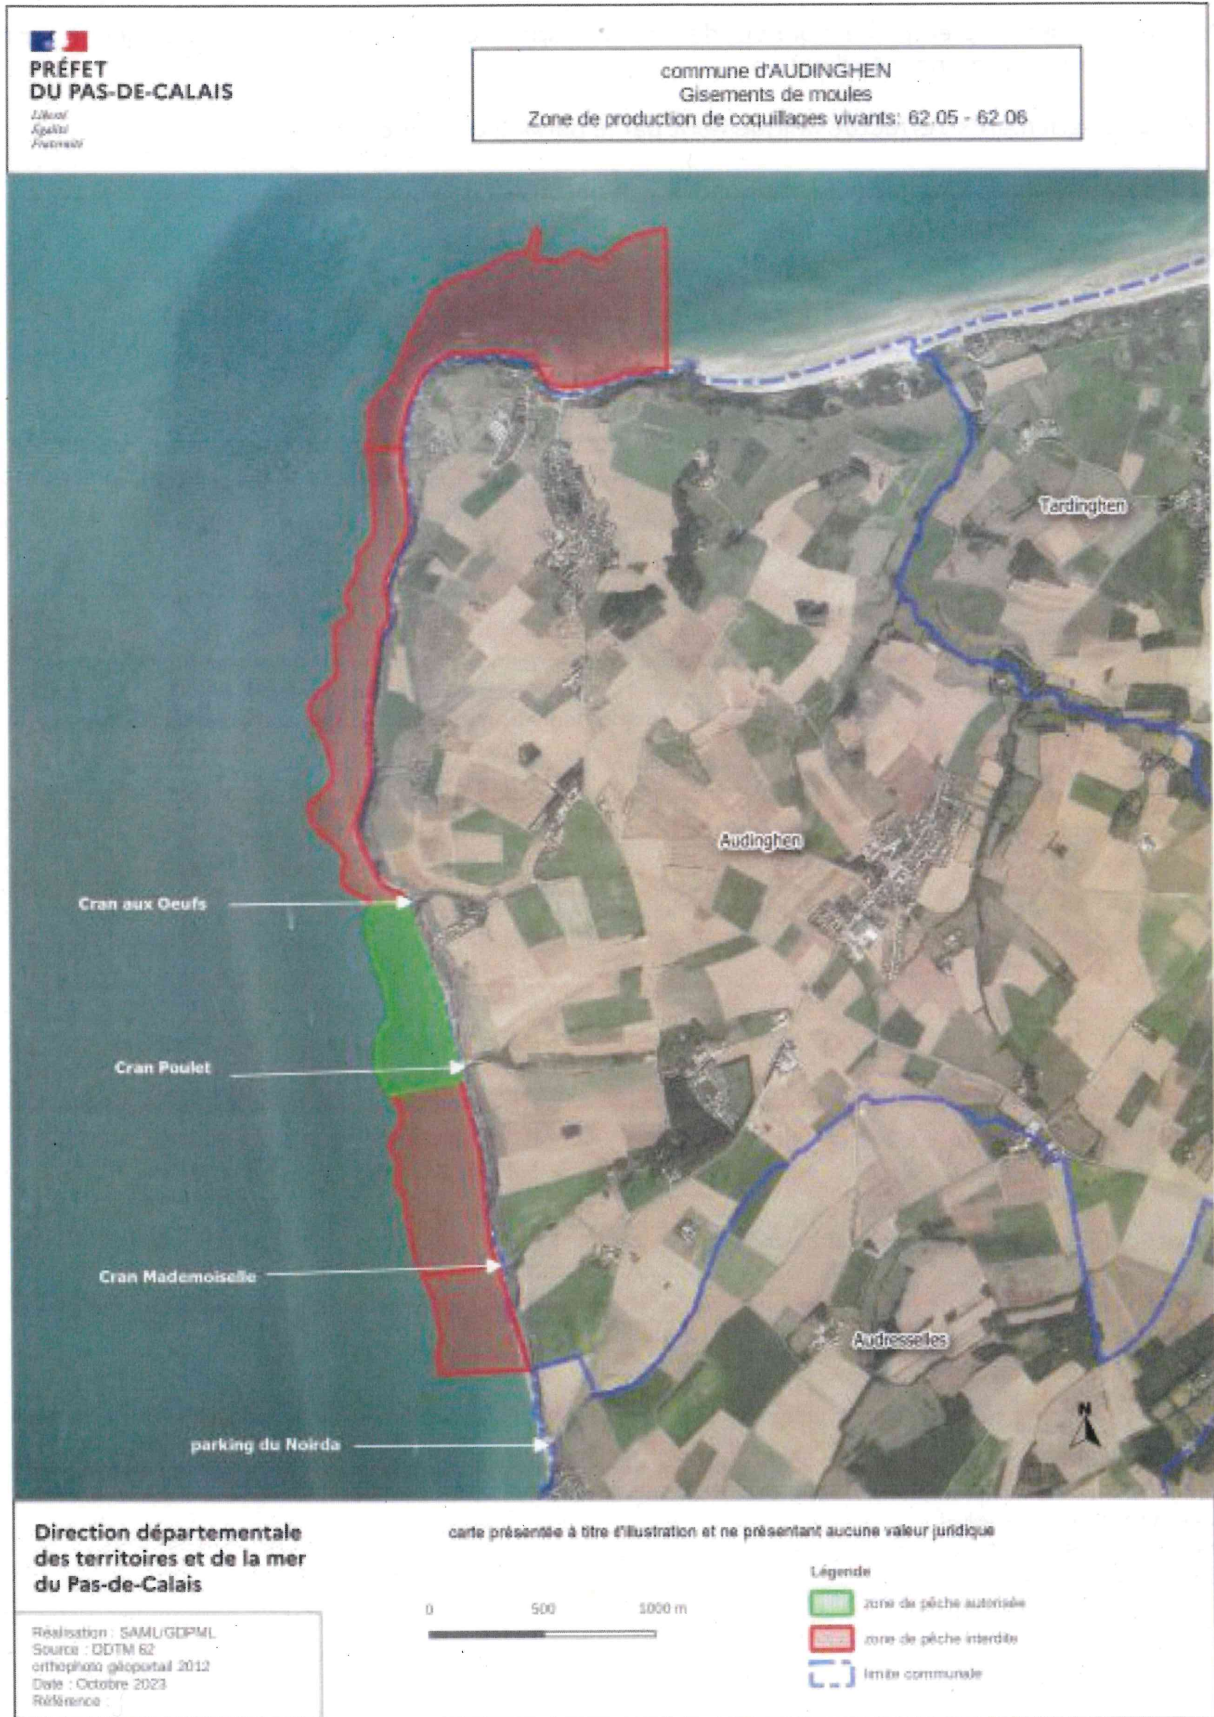 PRÉFET
DU PAS-DE-CALAIS
Liberté
Égalité
Fraternité
commune d'AUDINGHEN
Gisements de moules
Zone de production de coquillages vivants: 62.05 - 62.06
Tardinghen
Audinghen
Cran aux Oeufs
Cran Poulet
Cran Mademoiselle
Audresselles
N
parking du Noirda
Direction départementale
des territoires et de la mer
du Pas-de-Calais
carte présentée à titre d'illustration et ne présentant aucune valeur juridique
Légende
zone de pêche autorisée
zone de pêche interdite
limite communale
0 500 1000 m
Réalisation : SAML/GDPML
Source : DDTM 62
orthophoto géoportail 2012
Date : Octobre 2023
Référence :